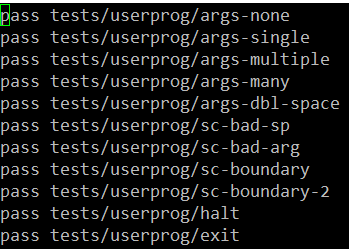 pass tests/userprog/args-none
pass tests/userprog/args-single
pass tests/userprog/args-multiple
pass tests/userprog/args-many
pass tests/userprog/args-dbl-space
pass tests/userprog/sc-bad-sp
pass tests/userprog/sc-bad-arg
pass tests/userprog/sc-boundary
pass tests/userprog/sc-boundary-2
pass tests/userprog/halt
pass tests/userprog/exit